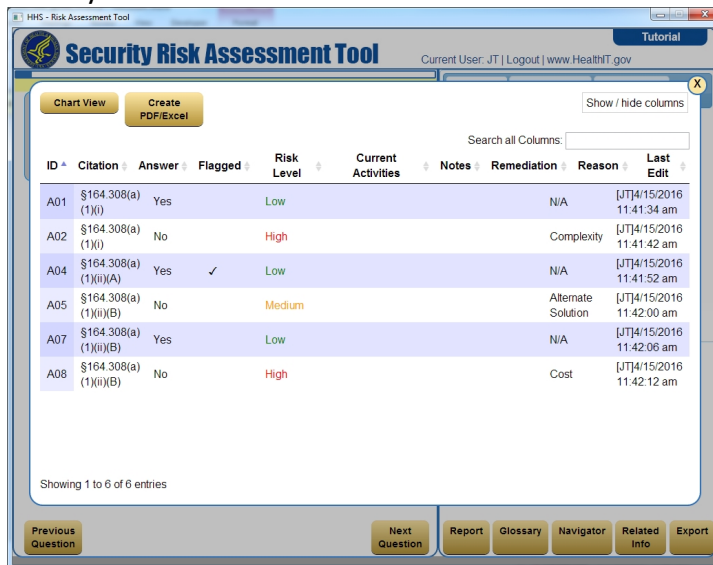 HHS - Risk Assessment Tool
Security Risk Assessment Tool
Tutorial
Current User: JT | Logout | www.HealthIT.gov
X
Chart View
Create
PDF/Excel
Show / hide columns
Search all Columns:
ID Citation Answer Flagged Risk Level Current Activities Notes Remediation Reason Last Edit
A01 §164.308(a)(1)(i) Yes Low N/A [JT]4/15/2016 11:41:34 am
A02 §164.308(a)(1)(i) No High Complexity [JT]4/15/2016 11:41:42 am
A04 §164.308(a)(1)(ii)(A) Yes ✓ Low N/A [JT]4/15/2016 11:41:52 am
A05 §164.308(a)(1)(ii)(B) No Medium Alternate Solution [JT]4/15/2016 11:42:00 am
A07 §164.308(a)(1)(ii)(B) Yes Low N/A [JT]4/15/2016 11:42:06 am
A08 §164.308(a)(1)(ii)(B) No High Cost [JT]4/15/2016 11:42:12 am
Showing 1 to 6 of 6 entries
Previous
Question
Next
Question
Report
Glossary
Navigator
Related
Info
Export